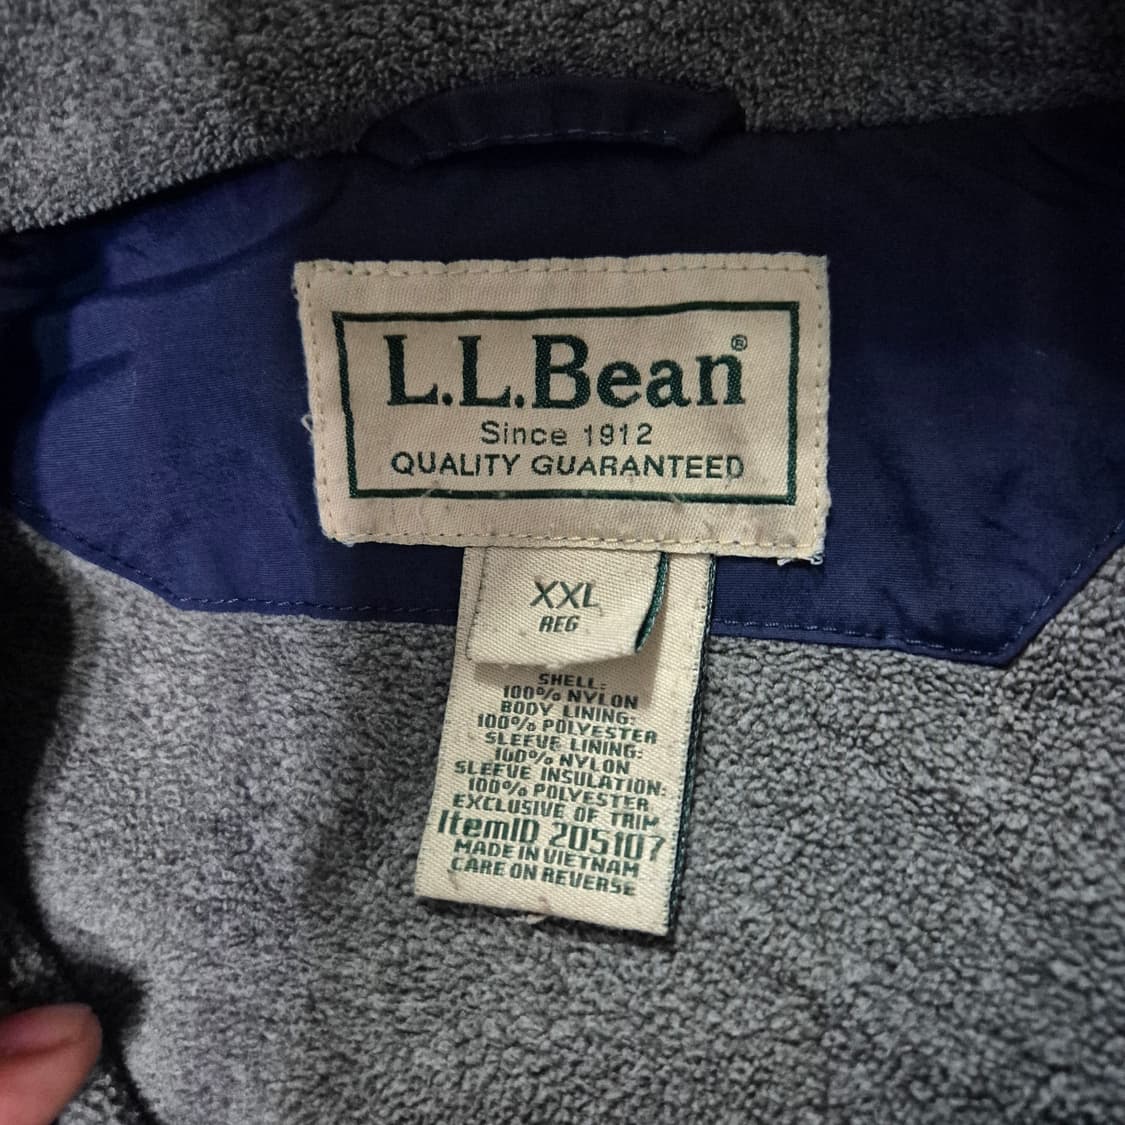 L.L.Bean®
Since 1912
QUALITY GUARANTEED
XXL
REG
SHELL:
100% NYLON
BODY LINING:
100% POLYESTER
SLEEVE LINING:
100% NYLON
SLEEVE INSULATION:
100% POLYESTER
EXCLUSIVE OF TRIM
ItemID 205107
MADE IN VIETNAM
CARE ON REVERSE